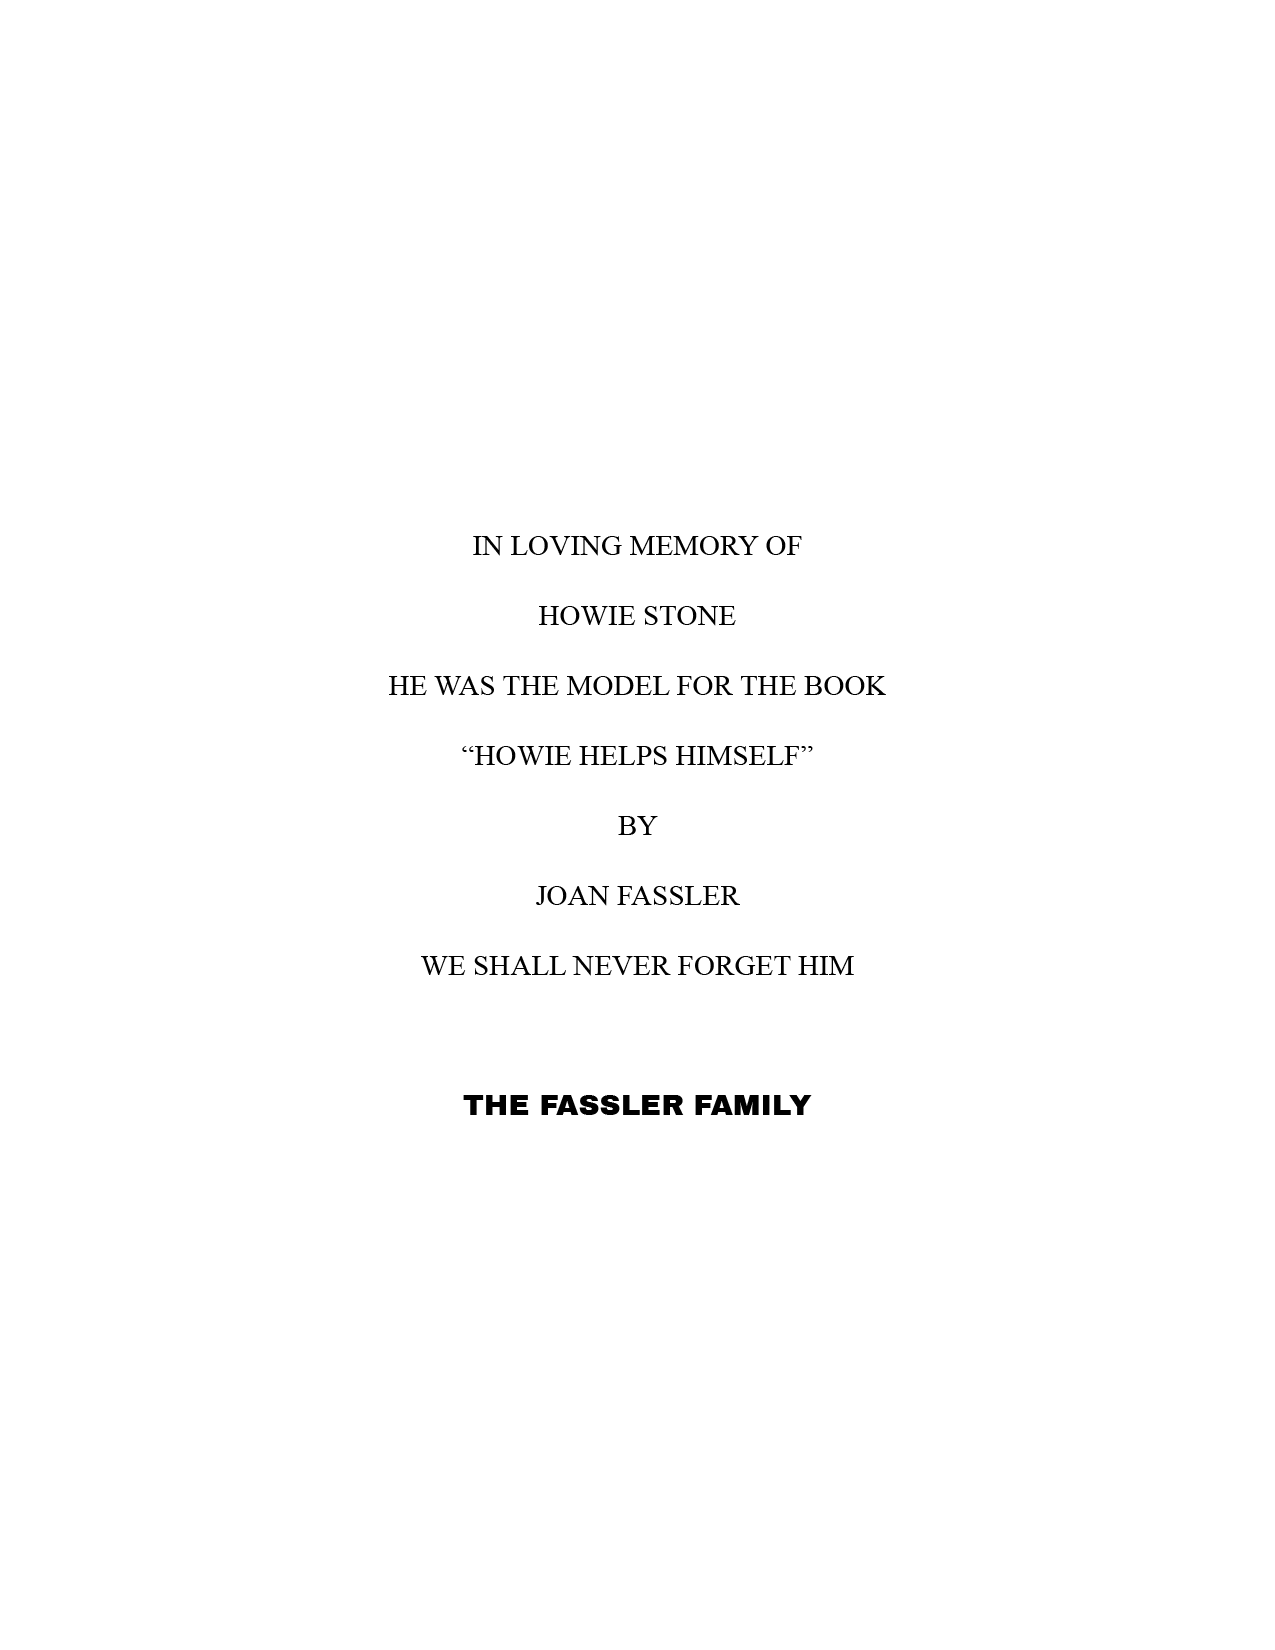 IN LOVING MEMORY OF
HOWIE STONE
HE WAS THE MODEL FOR THE BOOK
“HOWIE HELPS HIMSELF”
BY
JOAN FASSLER
WE SHALL NEVER FORGET HIM
THE FASSLER FAMILY